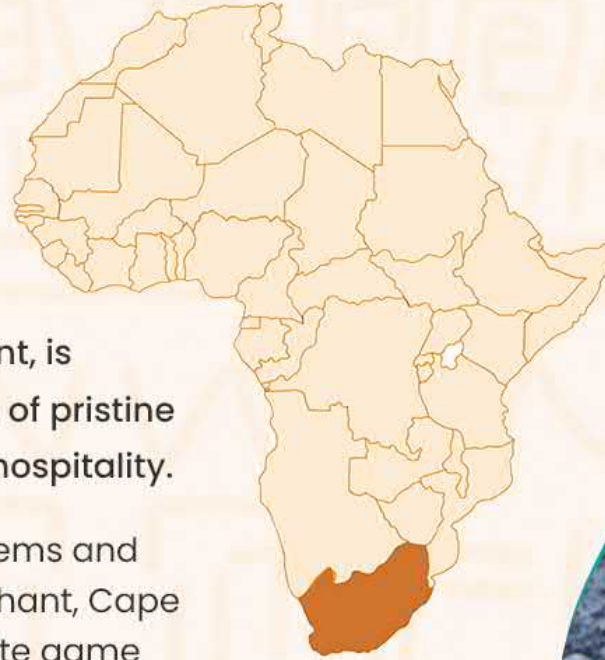 nt, is
of pristine
hospitality.
ems and
hant, Cape
te game